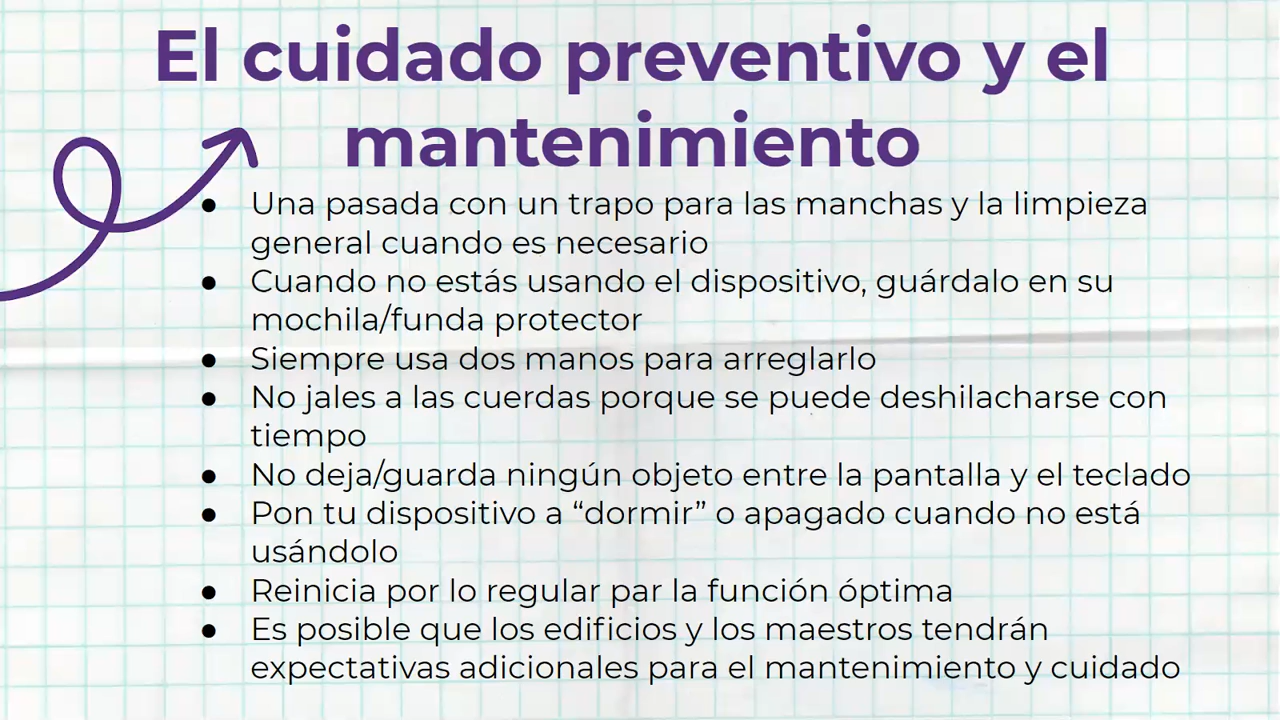 El cuidado preventivo y el
mantenimiento
● Una pasada con un trapo para las manchas y la limpieza
general cuando es necesario
● Cuando no estás usando el dispositivo, guárdalo en su
mochila/funda protector
● Siempre usa dos manos para arreglarlo
● No jales a las cuerdas porque se puede deshilacharse con
tiempo
● No deja/guarda ningún objeto entre la pantalla y el teclado
● Pon tu dispositivo a “dormir” o apagado cuando no está
usándolo
● Reinicia por lo regular par la función óptima
● Es posible que los edificios y los maestros tendrán
expectativas adicionales para el mantenimiento y cuidado